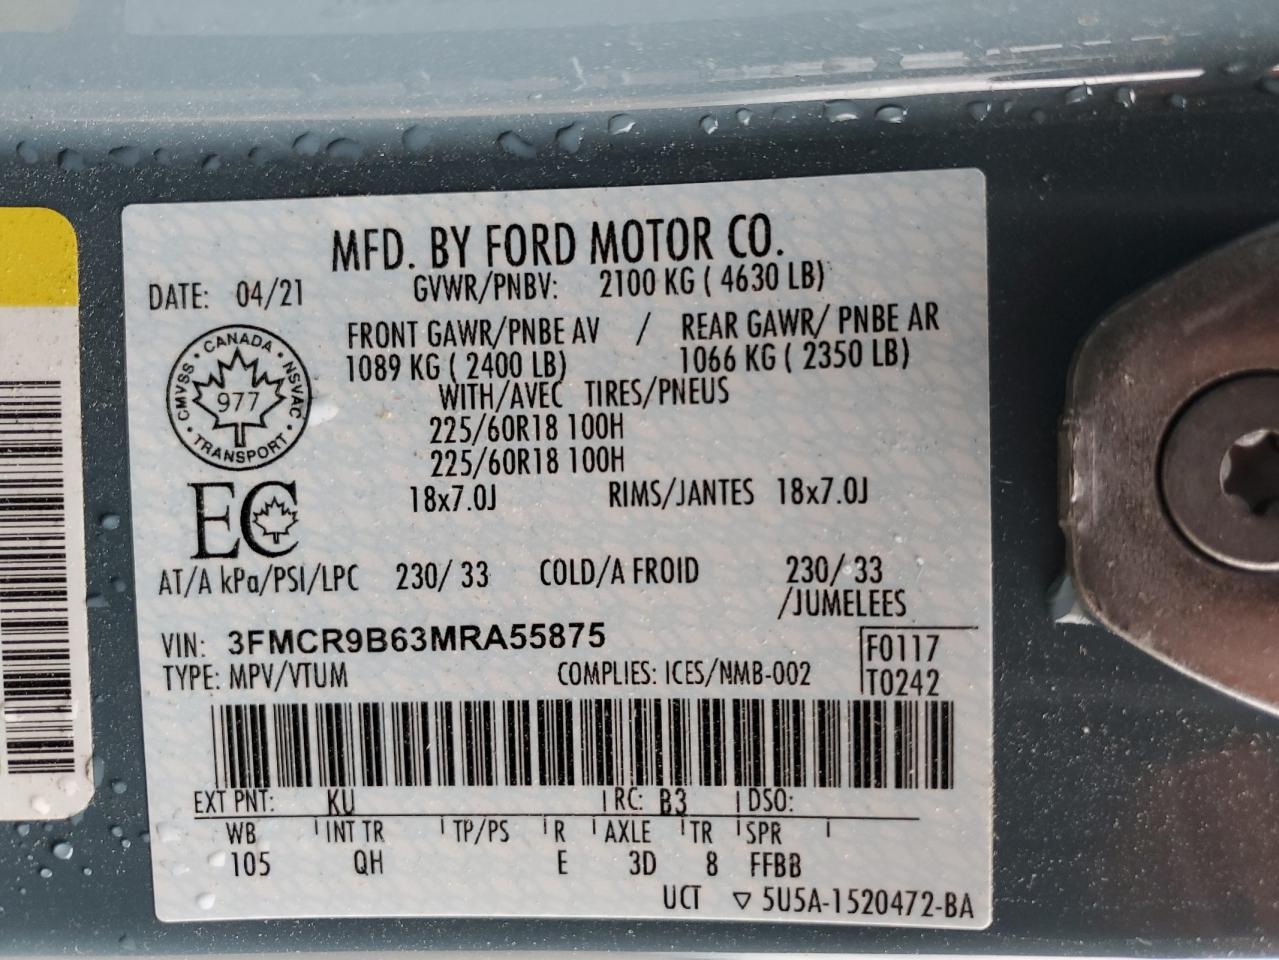 MFD. BY FORD MOTOR CO.
DATE: 04/21 GVWR/PNBV: 2100 KG ( 4630 LB)
FRONT GAWR/PNBE AV / REAR GAWR/ PNBE AR
1089 KG ( 2400 LB) 1066 KG ( 2350 LB)
WITH/AVEC TIRES/PNEUS
225/60R18 100H
225/60R18 100H
18x7.0J RIMS/JANTES 18x7.0J
CANADA
CMVSS 977 NSVAC
TRANSPORT
EC
AT/A kPa/PSI/LPC 230/ 33 COLD/A FROID 230/ 33
/JUMELEES
VIN: 3FMCR9B63MRA55875 F0117
TYPE: MPV/VTUM COMPLIES: ICES/NMB-002 T0242
EXT PNT: KU RC: B3 DSO:
WB INT TR TP/PS R AXLE TR SPR
105 QH E 3D 8 FFBB
UCT ▽ 5U5A-1520472-BA